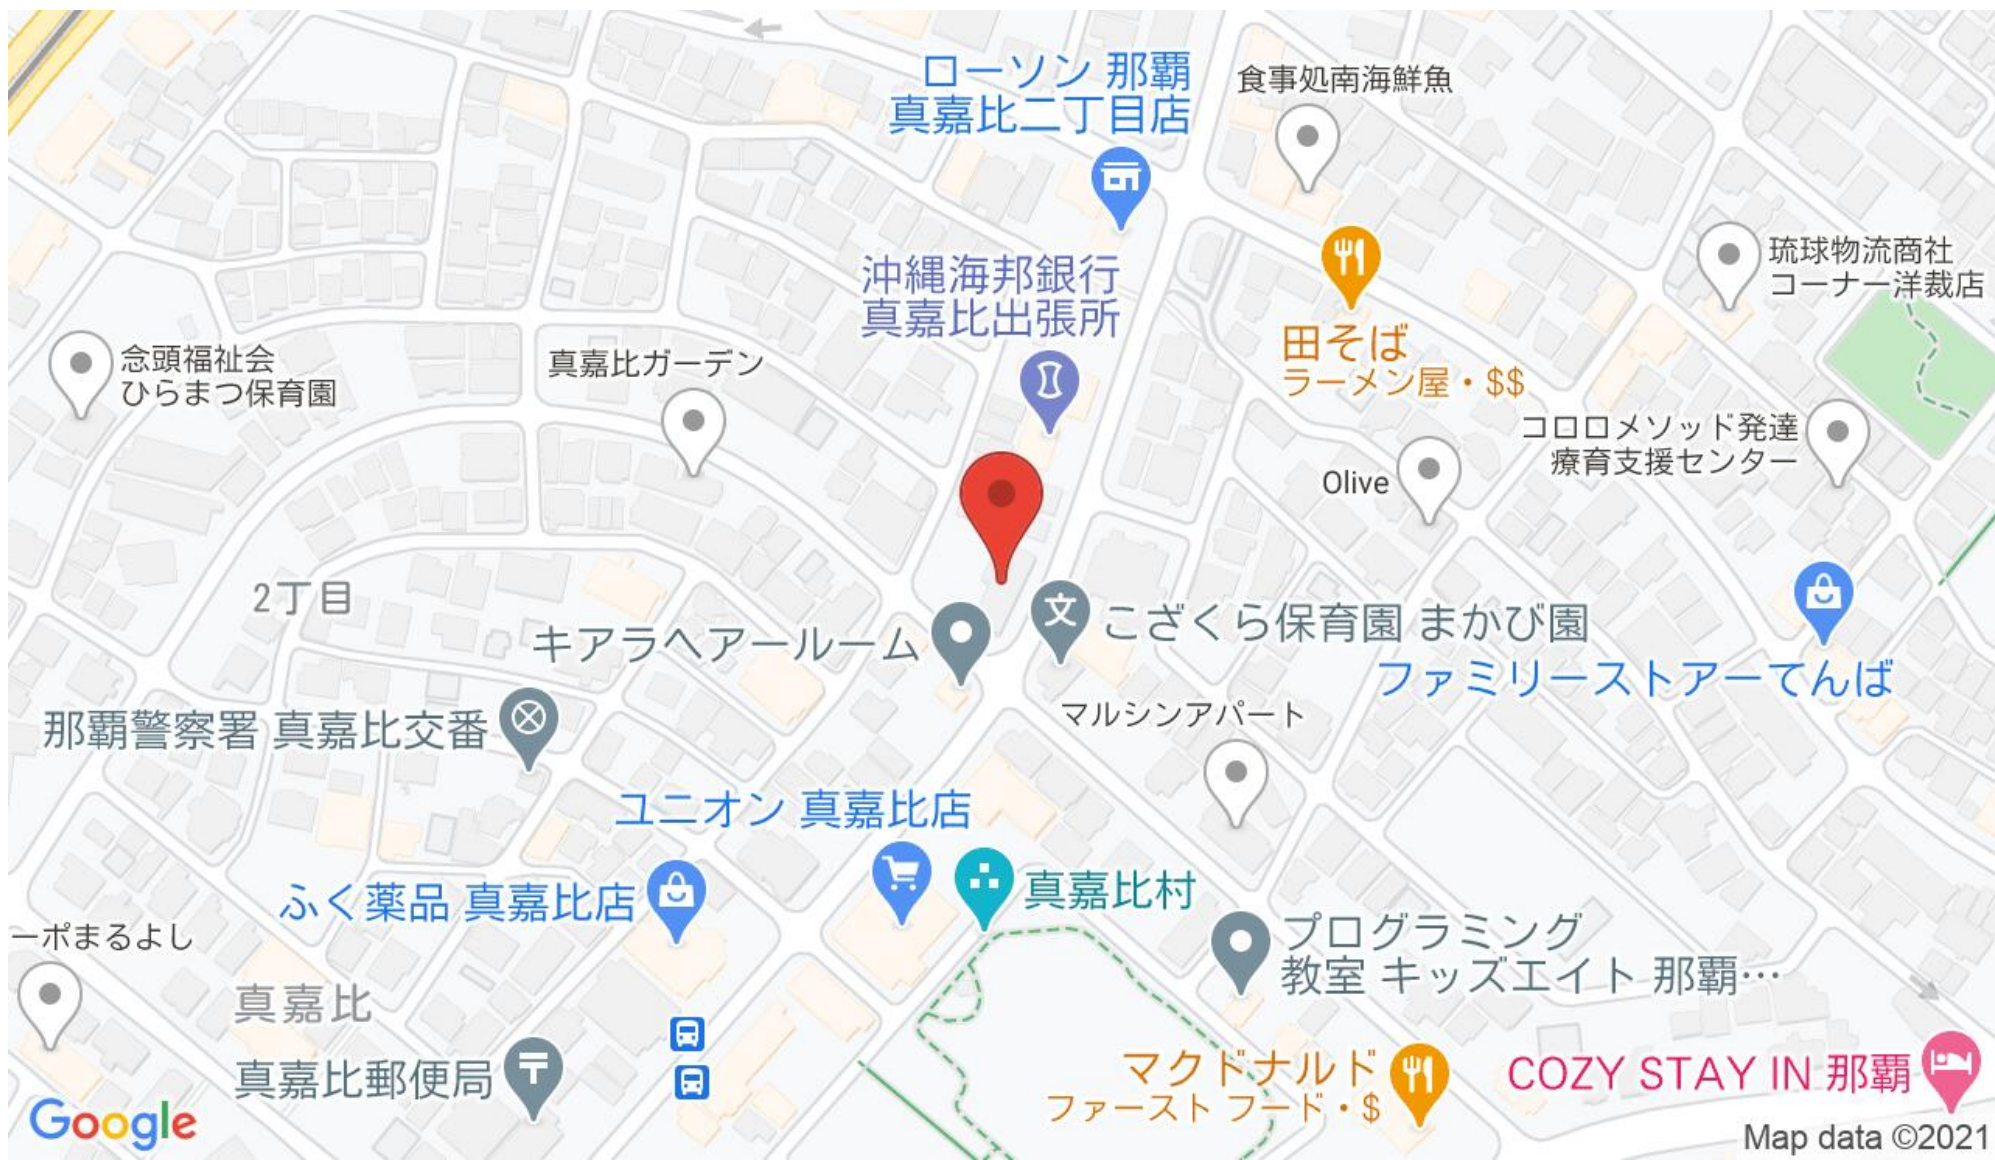 ローソン 那覇
真嘉比二丁目店
食事処南海鮮魚
琉球物流商社
コーナー洋裁店
沖縄海邦銀行
真嘉比出張所
田そば
ラーメン屋・$$
念頭福祉会
ひらまつ保育園
真嘉比ガーデン
コロロメソッド発達
療育支援センター
Olive
2丁目
こざくら保育園 まかび園
キアラヘアールーム
ファミリーストアーてんば
那覇警察署 真嘉比交番
マルシンアパート
ユニオン 真嘉比店
ふく薬品 真嘉比店
真嘉比村
ーポまるよし
プログラミング
教室 キッズエイト 那覇…
真嘉比
真嘉比郵便局
マクドナルド
ファースト フード・$
COZY STAY IN 那覇
Google
Map data ©2021